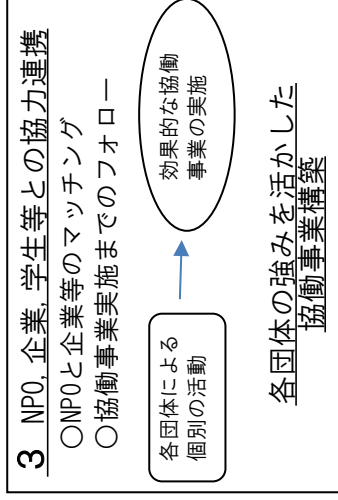 3 NPO,企業,学生等との協力連携
○NPOと企業等のマッチング
○協働事業実施までのフォロー
各団体による
個別の活動
効果的な協働
事業の実施
各団体の強みを活かした
協働事業構築